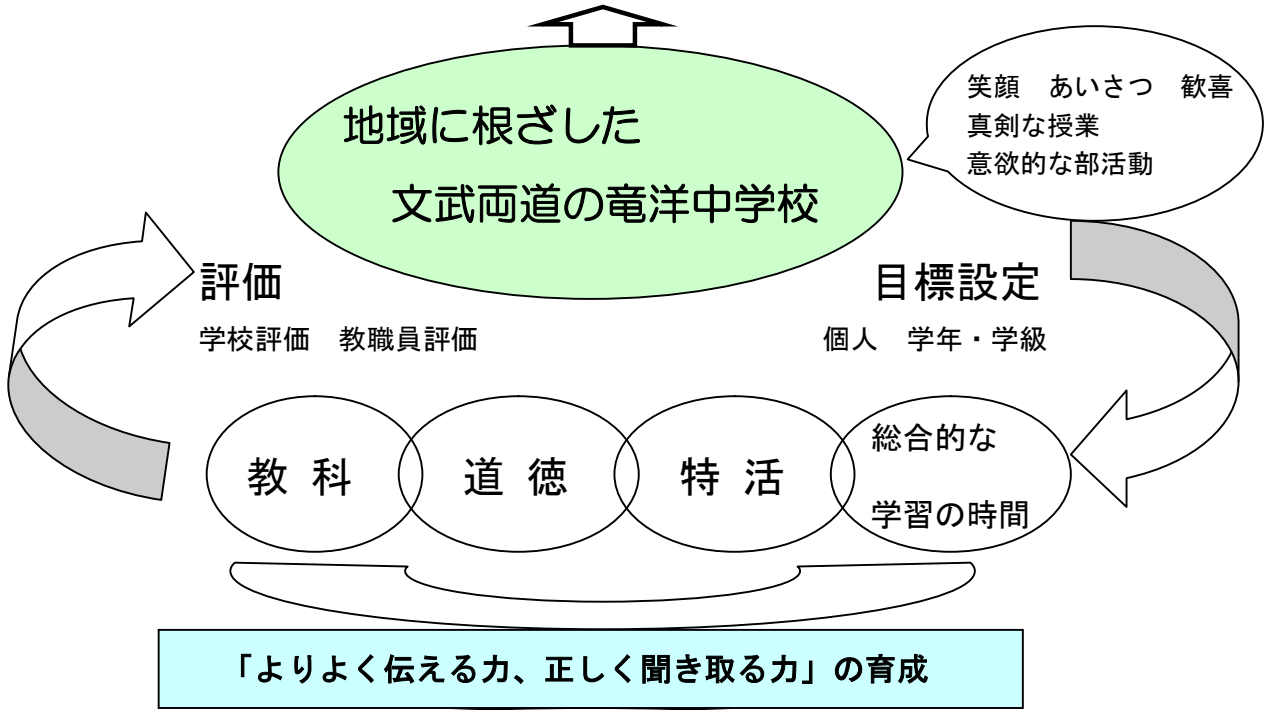 地域に根ざした
文武両道の竜洋中学校
笑顔　あいさつ　歓喜
真剣な授業
意欲的な部活動
評価
学校評価　教職員評価
目標設定
個人　学年・学級
教 科
道 徳
特 活
総合的な
学習の時間
「よりよく伝える力、正しく聞き取る力」の育成